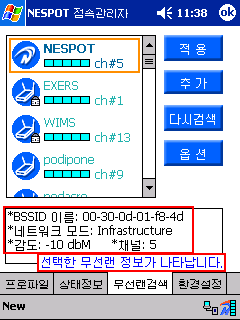 NESPOT 접속관리자 11:38 ok
NESPOT
ch#5
적 용
EXERS
ch#1
추 가
WIMS
ch#13
다시검색
podipone
ch#9
옵 션
podacro
*BSSID 이름: 00-30-0d-01-f8-4d
*네트워크 모드: Infrastructure
*감도: -10 dbM *채널: 5
선택한 무선랜 정보가 나타납니다.
프로파일 상태정보 무선랜검색 환경설정
New